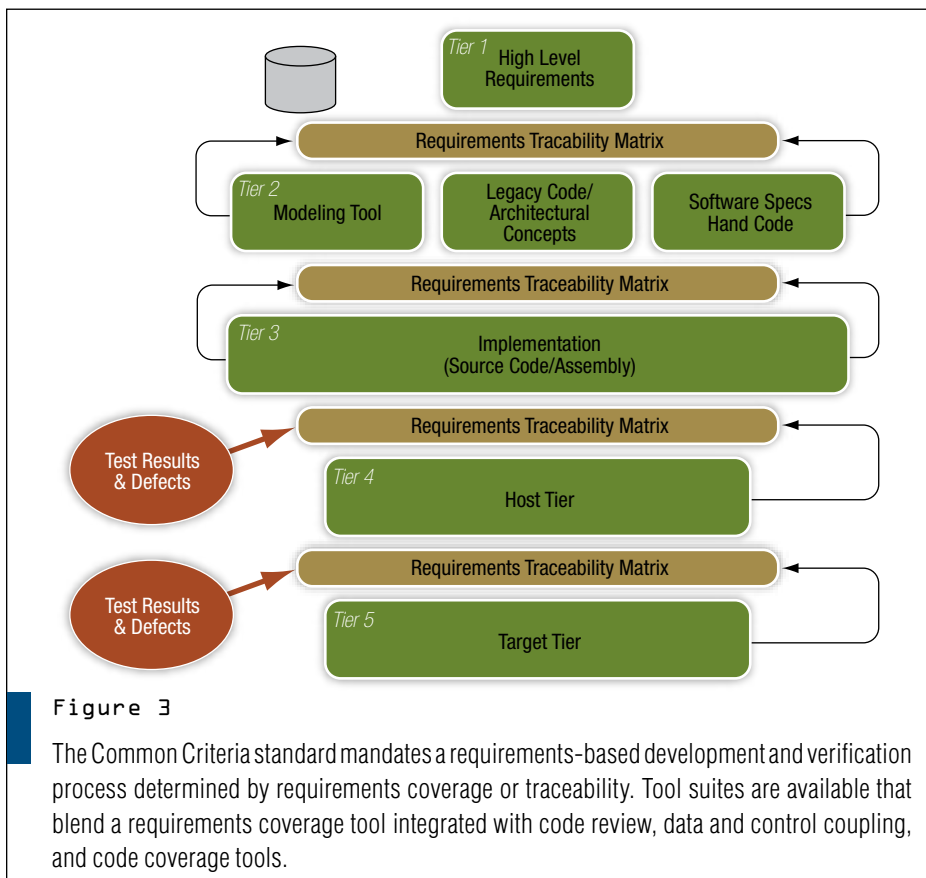 Tier 1
High Level
Requirements
Requirements Tracability Matrix
Tier 2
Modeling Tool
Legacy Code/
Architectural
Concepts
Software Specs
Hand Code
Requirements Traceability Matrix
Tier 3
Implementation
(Source Code/Assembly)
Requirements Traceability Matrix
Test Results
& Defects
Tier 4
Host Tier
Requirements Traceability Matrix
Test Results
& Defects
Tier 5
Target Tier
Figure 3
The Common Criteria standard mandates a requirements-based development and verification
process determined by requirements coverage or traceability. Tool suites are available that
blend a requirements coverage tool integrated with code review, data and control coupling,
and code coverage tools.